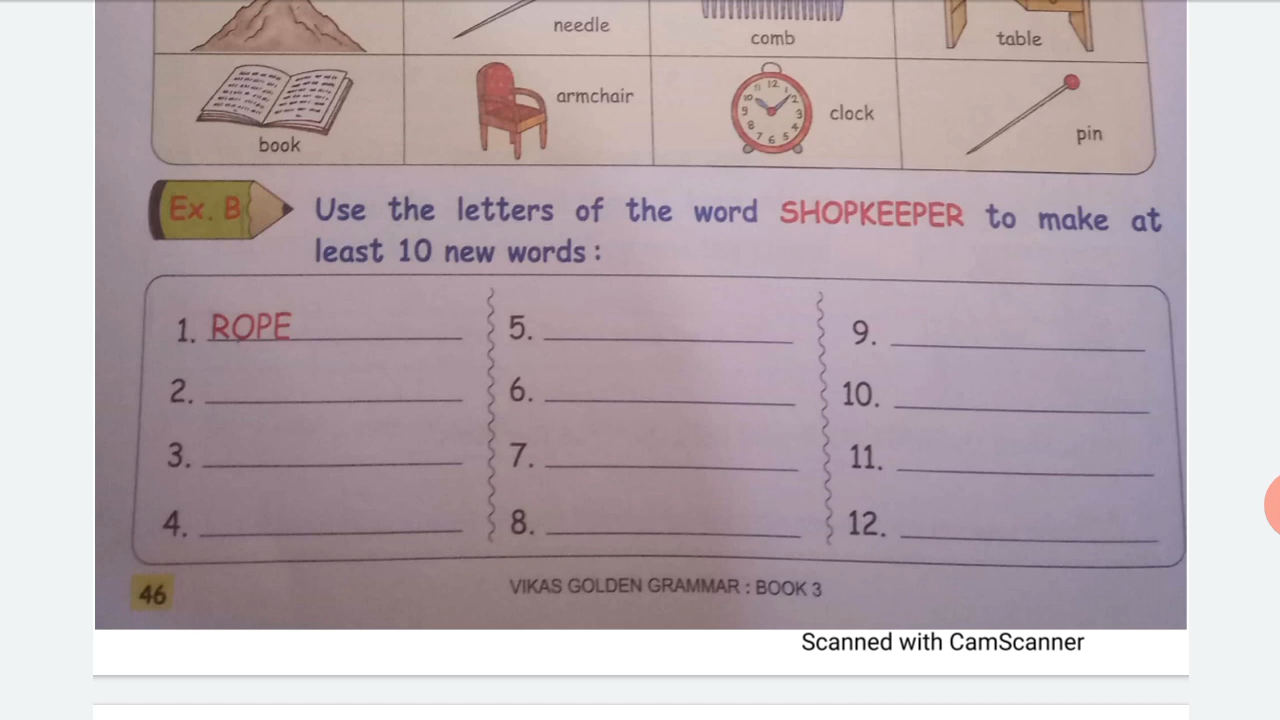 needle
comb
table
book
armchair
clock
pin
Ex. B
Use the letters of the word SHOPKEEPER to make at
least 10 new words :
1. ROPE
2.
3.
4.
5.
6.
7.
8.
9.
10.
11.
12.
46
VIKAS GOLDEN GRAMMAR : BOOK 3
Scanned with CamScanner